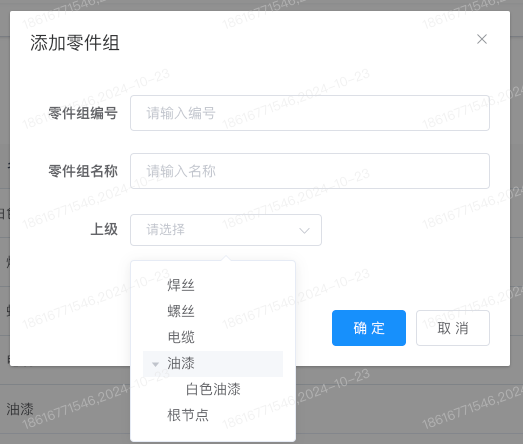 添加零件组
零件组编号 请输入编号
零件组名称 请输入名称
上级 请选择
焊丝
螺丝
电缆
油漆
白色油漆
根节点
确 定 取 消
油漆
18616771546,2024-10-23